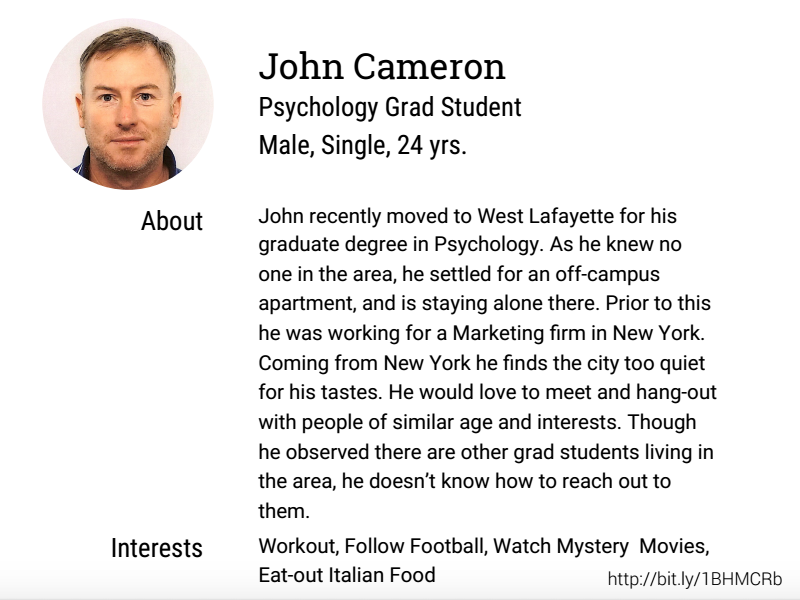 John Cameron
Psychology Grad Student
Male, Single, 24 yrs.
About
John recently moved to West Lafayette for his
graduate degree in Psychology. As he knew no
one in the area, he settled for an off-campus
apartment, and is staying alone there. Prior to this
he was working for a Marketing firm in New York.
Coming from New York he finds the city too quiet
for his tastes. He would love to meet and hang-out
with people of similar age and interests. Though
he observed there are other grad students living in
the area, he doesn’t know how to reach out to
them.
Interests
Workout, Follow Football, Watch Mystery  Movies,
Eat-out Italian Food
http://bit.ly/1BHMCRb